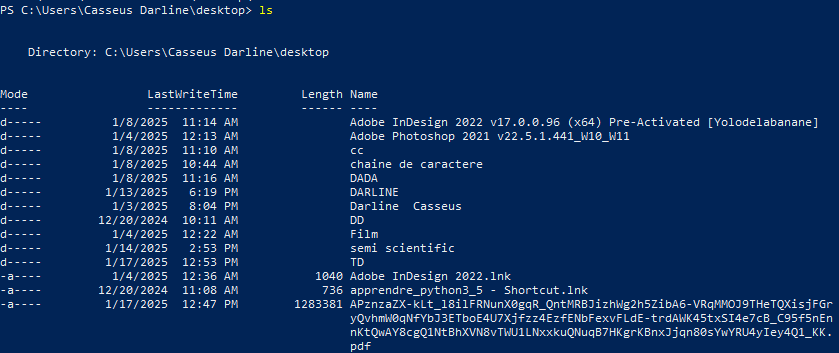 PS C:\Users\Casseus Darline\desktop> ls
Directory: C:\Users\Casseus Darline\desktop
Mode LastWriteTime Length Name
---- ------------- ------ ----
d----- 1/8/2025 11:14 AM Adobe InDesign 2022 v17.0.0.96 (x64) Pre-Activated [Yolodelabanane]
d----- 1/4/2025 12:13 AM Adobe Photoshop 2021 v22.5.1.441_W10_W11
d----- 1/8/2025 11:10 AM cc
d----- 1/8/2025 10:44 AM chaine de caractere
d----- 1/8/2025 11:16 AM DADA
d----- 1/13/2025 6:19 PM DARLINE
d----- 1/3/2025 8:04 PM Darline  Casseus
d----- 12/20/2024 10:11 AM DD
d----- 1/4/2025 12:22 AM Film
d----- 1/14/2025 2:53 PM semi scientific
d----- 1/17/2025 12:53 PM TD
-a---- 1/4/2025 12:36 AM 1040 Adobe InDesign 2022.lnk
-a---- 12/20/2024 11:08 AM 736 apprendre_python3_5 - Shortcut.lnk
-a---- 1/17/2025 12:47 PM 1283381 APznzaZX-kLt_l8ilFRNunX0gqR_QntMRBJizhWg2h5ZibA6-VRqMMOJ9THeTQXisjFGr
yQvhmW0qNfYbJ3ETboE4U7Xjfzz4EzfENbFexvFLdE-trdAWK45txSI4e7cB_C95f5nEn
nKtQwAY8cgQ1NtBhXVN8vTWU1LNxxkuQNuqB7HKgrKBnxJjqn80sYwYRU4yIey4Q1_KK.
pdf